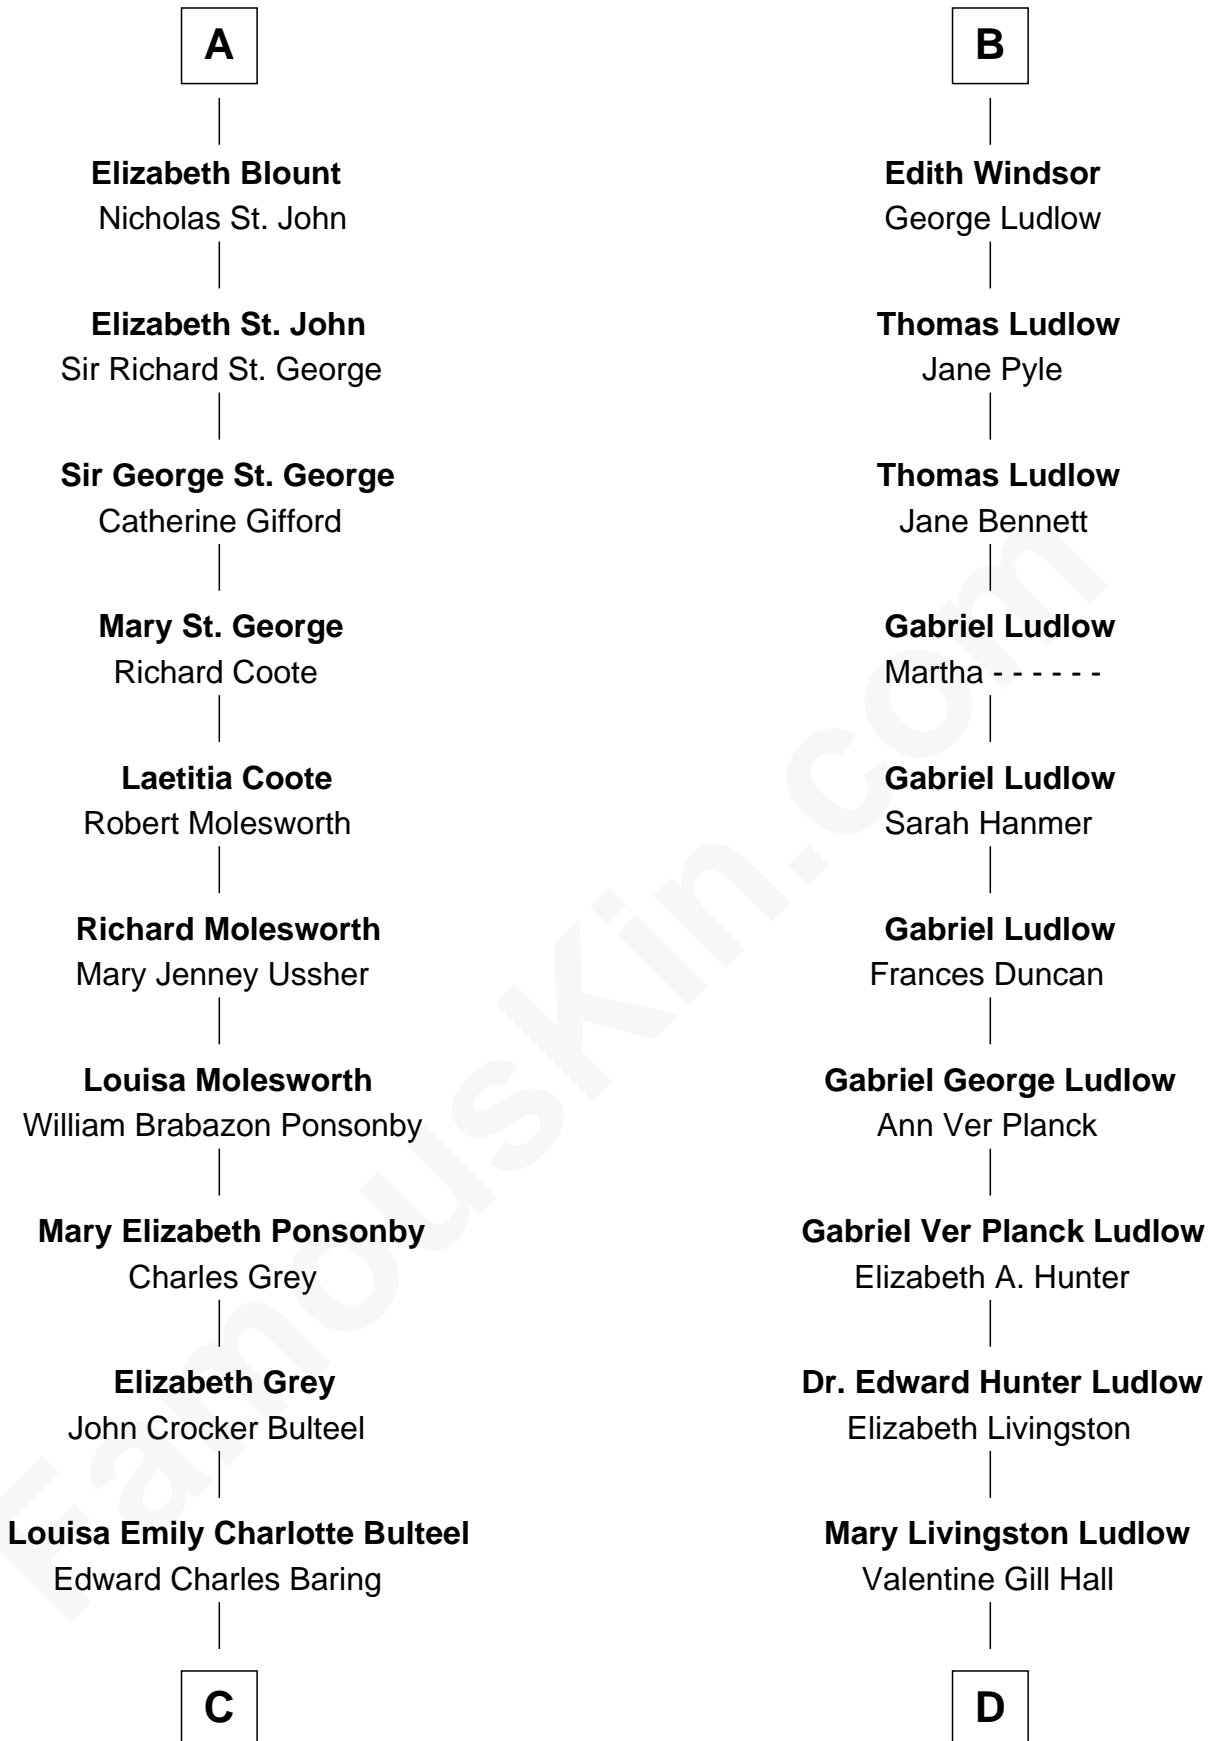 A
Elizabeth Blount
Nicholas St. John
Elizabeth St. John
Sir Richard St. George
Sir George St. George
Catherine Gifford
Mary St. George
Richard Coote
Laetitia Coote
Robert Molesworth
Richard Molesworth
Mary Jenney Ussher
Louisa Molesworth
William Brabazon Ponsonby
Mary Elizabeth Ponsonby
Charles Grey
Elizabeth Grey
John Crocker Bulteel
Louisa Emily Charlotte Bulteel
Edward Charles Baring
C
B
Edith Windsor
George Ludlow
Thomas Ludlow
Jane Pyle
Thomas Ludlow
Jane Bennett
Gabriel Ludlow
Martha - - - - - -
Gabriel Ludlow
Sarah Hanmer
Gabriel Ludlow
Frances Duncan
Gabriel George Ludlow
Ann Ver Planck
Gabriel Ver Planck Ludlow
Elizabeth A. Hunter
Dr. Edward Hunter Ludlow
Elizabeth Livingston
Mary Livingston Ludlow
Valentine Gill Hall
D
FamousKin.com